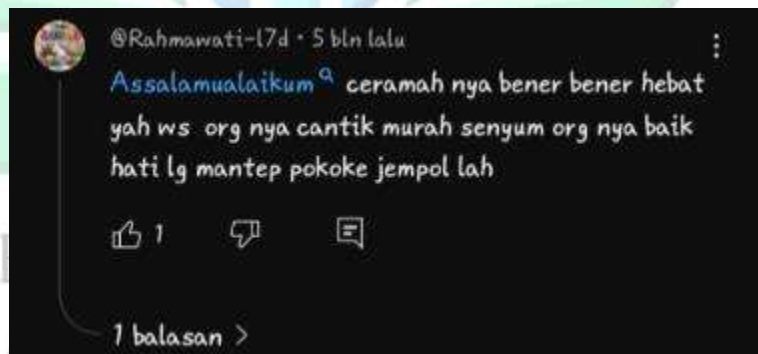 @Rahmawati-l7d • 5 bln lalu
Assalamualaikum ceramah nya bener bener hebat
yah ws org nya cantik murah senyum org nya baik
hati lg mantep pokoke jempol lah
1
1 balasan >